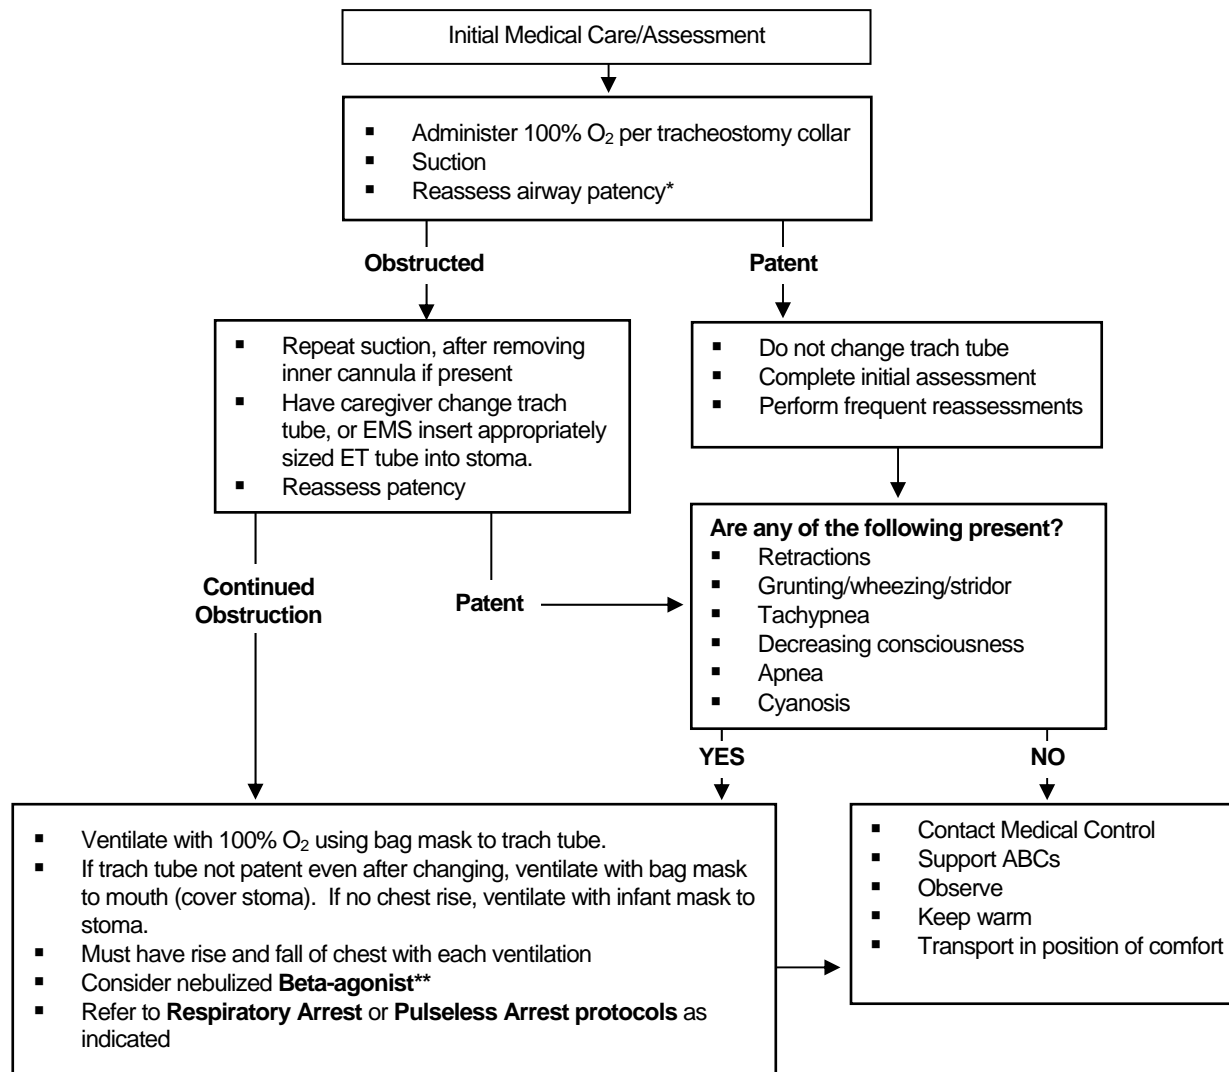 Initial Medical Care/Assessment
▪ Administer 100% O₂ per tracheostomy collar
▪ Suction
▪ Reassess airway patency*
Obstructed
Patent
▪ Repeat suction, after removing
inner cannula if present
▪ Have caregiver change trach
tube, or EMS insert appropriately
sized ET tube into stoma.
▪ Reassess patency
▪ Do not change trach tube
▪ Complete initial assessment
▪ Perform frequent reassessments
Continued
Obstruction
Patent
Are any of the following present?
▪ Retractions
▪ Grunting/wheezing/stridor
▪ Tachypnea
▪ Decreasing consciousness
▪ Apnea
▪ Cyanosis
YES
NO
▪ Ventilate with 100% O₂ using bag mask to trach tube.
▪ If trach tube not patent even after changing, ventilate with bag mask
to mouth (cover stoma).  If no chest rise, ventilate with infant mask to
stoma.
▪ Must have rise and fall of chest with each ventilation
▪ Consider nebulized Beta-agonist**
▪ Refer to Respiratory Arrest or Pulseless Arrest protocols as
indicated
▪ Contact Medical Control
▪ Support ABCs
▪ Observe
▪ Keep warm
▪ Transport in position of comfort